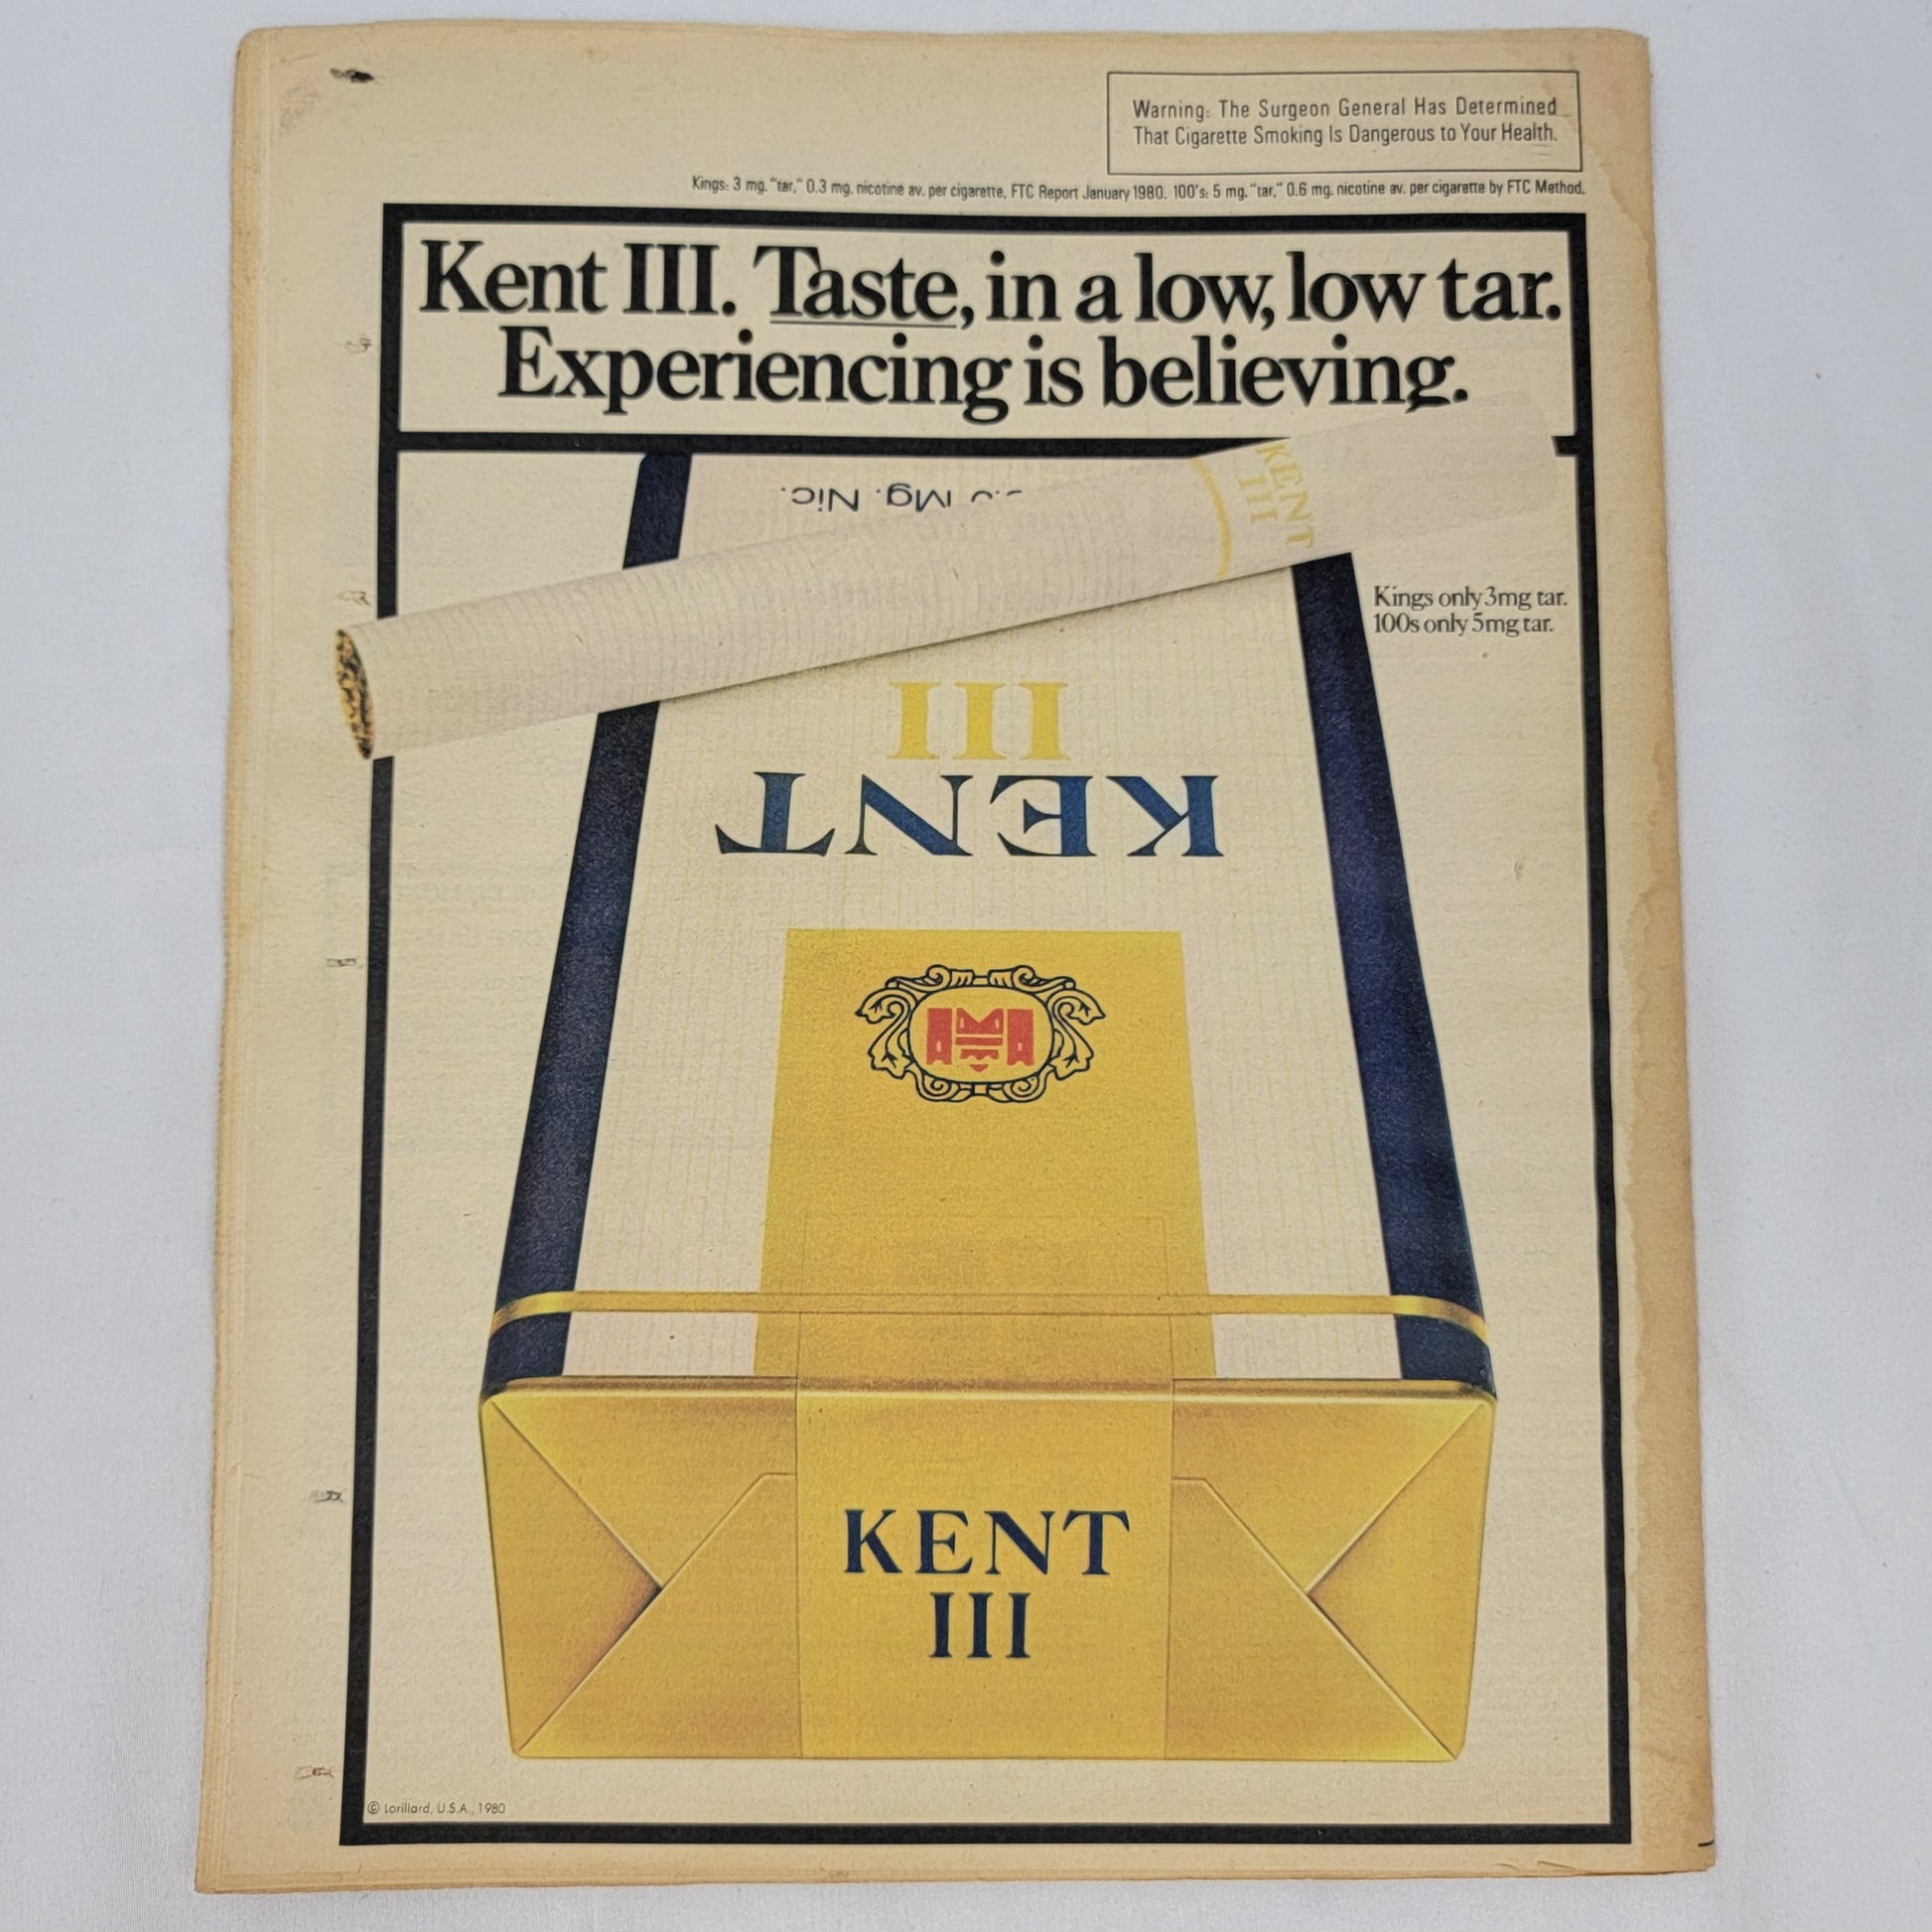 Warning: The Surgeon General Has Determined
That Cigarette Smoking Is Dangerous to Your Health.
Kings: 3 mg. "tar," 0.3 mg. nicotine av. per cigarette, FTC Report January 1980. 100's: 5 mg. "tar," 0.6 mg. nicotine av. per cigarette by FTC Method.
Kent III. Taste, in a low, low tar.
Experiencing is believing.
KENT
III
Mg. Nic.
Kings only 3mg tar.
100s only 5mg tar.
III
KENT
KENT
III
© Lorillard, U.S.A., 1980